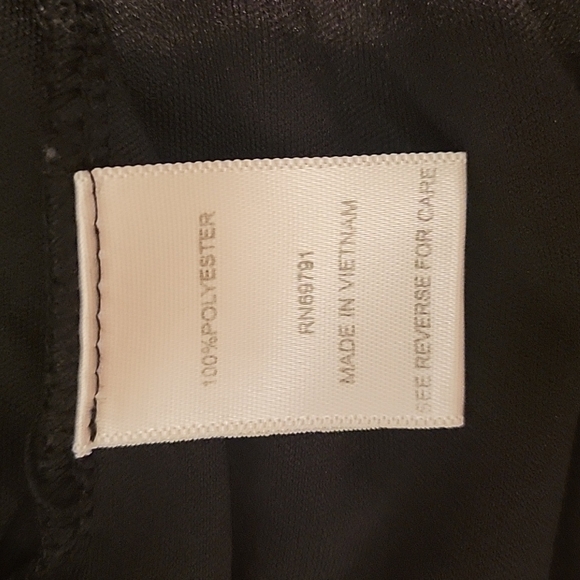 100%POLYESTER
RN69791
MADE IN VIETNAM
SEE REVERSE FOR CARE